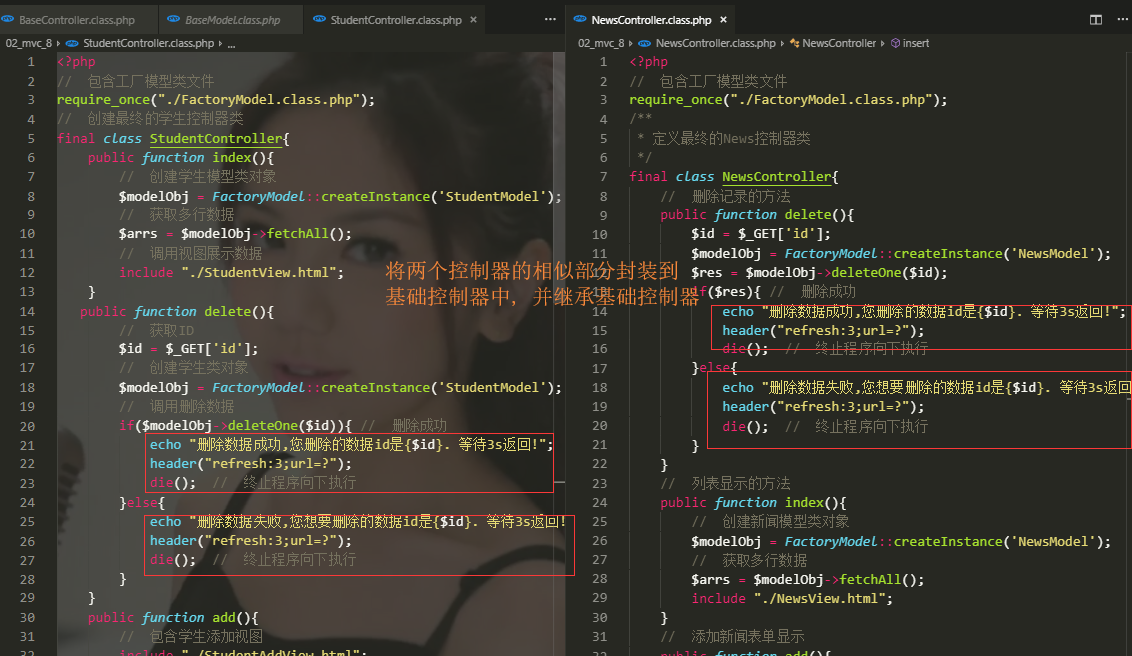 BaseController.class.php
BaseModel.class.php
StudentController.class.php ×
NewsController.class.php ×
02_mvc_8 › StudentController.class.php › ...
1 <?php
2 // 包含工厂模型类文件
3 require_once("./FactoryModel.class.php");
4 // 创建最终的学生控制器类
5 final class StudentController{
6 public function index(){
7 // 创建学生模型类对象
8 $modelObj = FactoryModel::createInstance('StudentModel');
9 // 获取多行数据
10 $arrs = $modelObj->fetchAll();
11 // 调用视图展示数据
12 include "./StudentView.html";
13 }
14 public function delete(){
15 // 获取ID
16 $id = $_GET['id'];
17 // 创建学生类对象
18 $modelObj = FactoryModel::createInstance('StudentModel');
19 // 调用删除数据
20 if($modelObj->deleteOne($id)){ // 删除成功
21 echo "删除数据成功,您删除的数据id是{$id}. 等待3s返回!";
22 header("refresh:3;url=?");
23 die(); // 终止程序向下执行
24 }else{
25 echo "删除数据失败,您想要删除的数据id是{$id}. 等待3s返回!
26 header("refresh:3;url=?");
27 die(); // 终止程序向下执行
28 }
29 }
30 public function add(){
31 // 包含学生添加视图
32 include "./StudentAddView.html";
将两个控制器的相似部分封装到
基础控制器中，并继承基础控制器
02_mvc_8 › NewsController.class.php › NewsController › insert
1 <?php
2 // 包含工厂模型类文件
3 require_once("./FactoryModel.class.php");
4 /**
5 * 定义最终的News控制器类
6 */
7 final class NewsController{
8 // 删除记录的方法
9 public function delete(){
10 $id = $_GET['id'];
11 $modelObj = FactoryModel::createInstance('NewsModel');
12 $res = $modelObj->deleteOne($id);
if($res){ // 删除成功
14 echo "删除数据成功,您删除的数据id是{$id}. 等待3s返回!";
15 header("refresh:3;url=?");
16 die(); // 终止程序向下执行
17 }else{
18 echo "删除数据失败,您想要删除的数据id是{$id}. 等待3s返回
19 header("refresh:3;url=?");
20 die(); // 终止程序向下执行
21 }
22 }
23 // 列表显示的方法
24 public function index(){
25 // 创建新闻模型类对象
26 $modelObj = FactoryModel::createInstance('NewsModel');
27 // 获取多行数据
28 $arrs = $modelObj->fetchAll();
29 include "./NewsView.html";
30 }
31 // 添加新闻表单显示
32 public function add(){